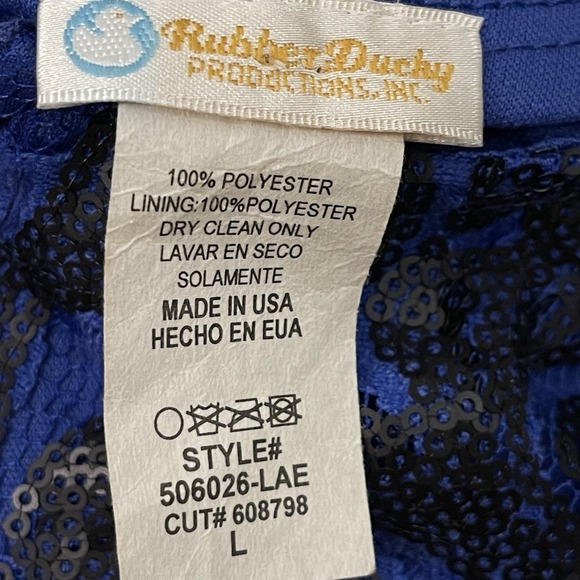 Rubber Ducky
PRODUCTIONS, INC.
100% POLYESTER
LINING:100%POLYESTER
DRY CLEAN ONLY
LAVAR EN SECO
SOLAMENTE
MADE IN USA
HECHO EN EUA
STYLE#
506026-LAE
CUT# 608798
L